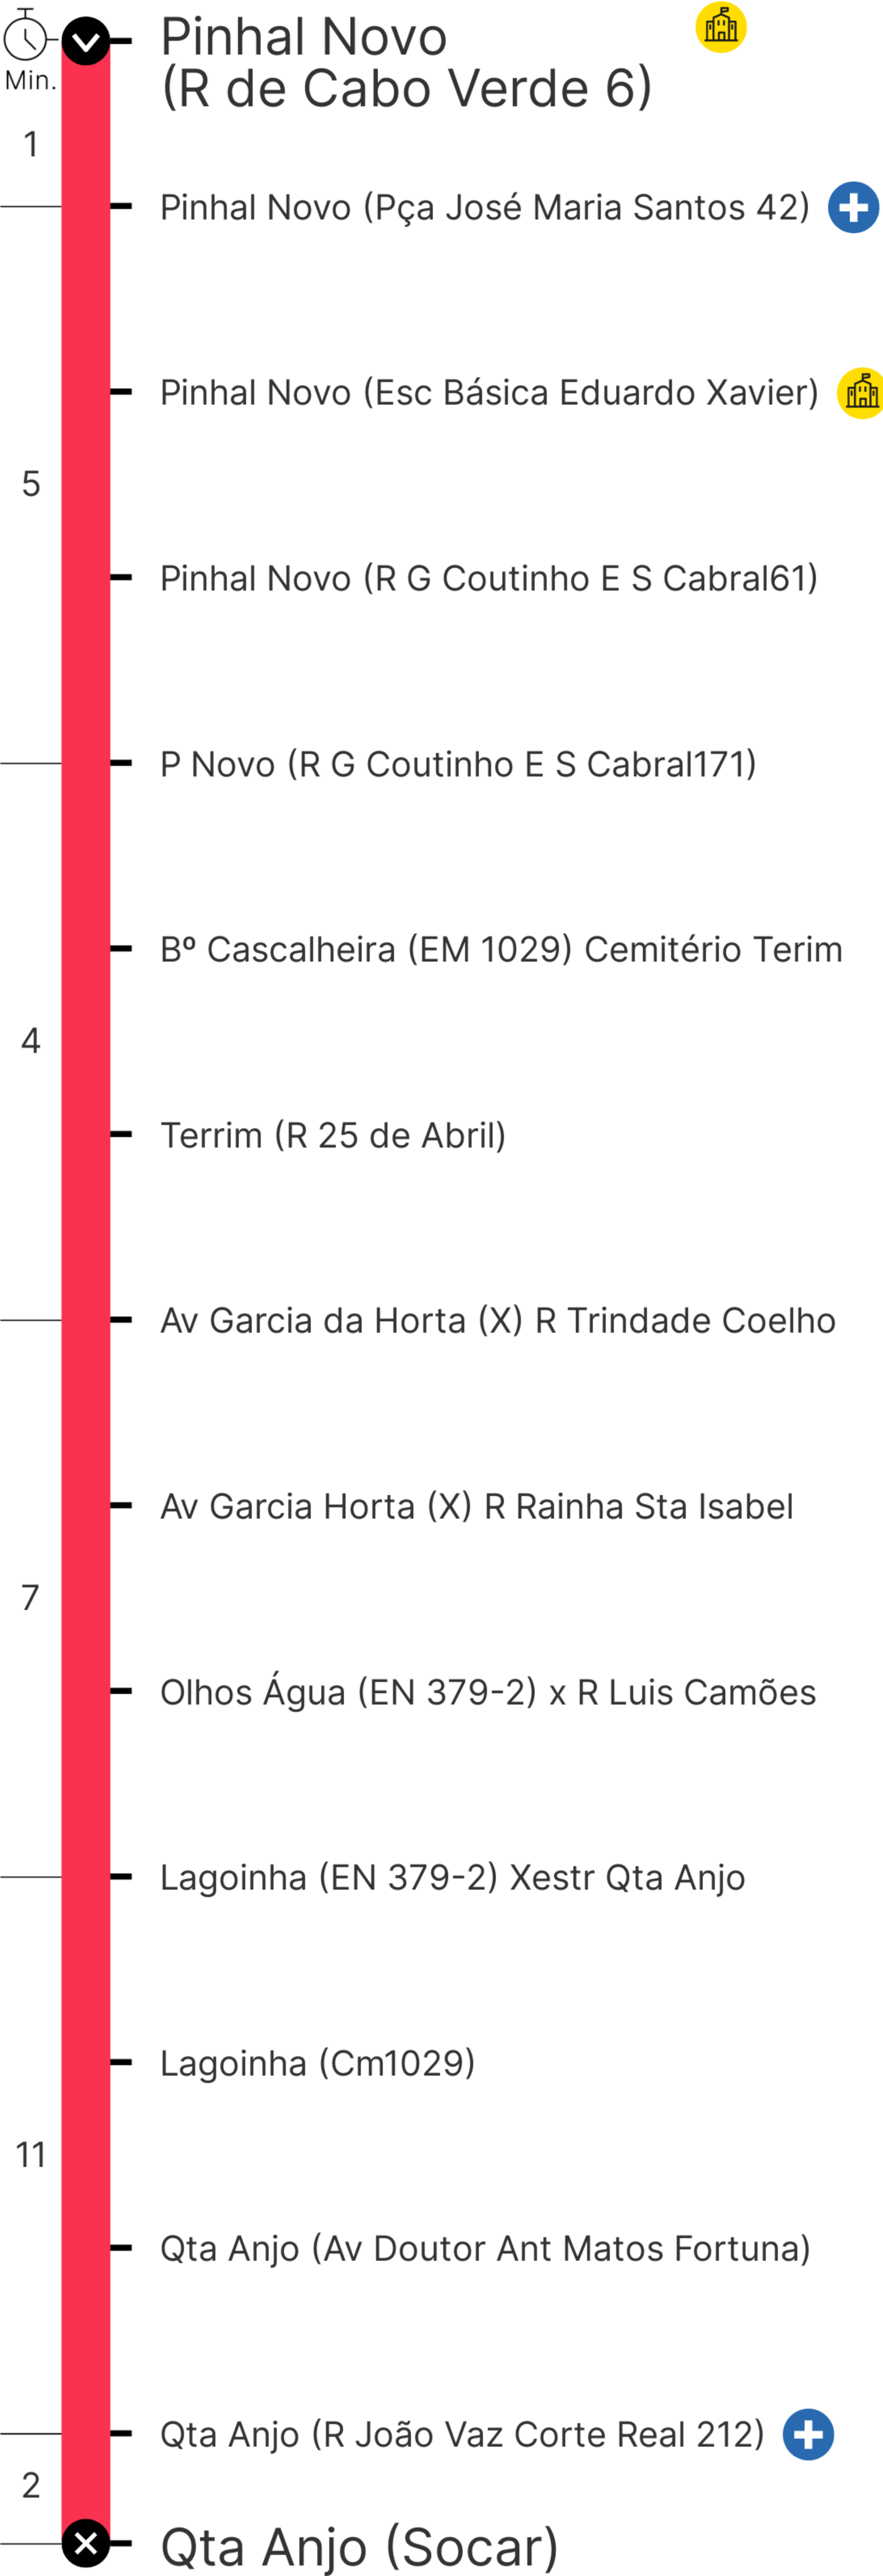 Pinhal Novo
(R de Cabo Verde 6)
Min.
1
Pinhal Novo (Pça José Maria Santos 42)
Pinhal Novo (Esc Básica Eduardo Xavier)
5
Pinhal Novo (R G Coutinho E S Cabral61)
P Novo (R G Coutinho E S Cabral171)
Bº Cascalheira (EM 1029) Cemitério Terim
4
Terrim (R 25 de Abril)
Av Garcia da Horta (X) R Trindade Coelho
Av Garcia Horta (X) R Rainha Sta Isabel
7
Olhos Água (EN 379-2) x R Luis Camões
Lagoinha (EN 379-2) Xestr Qta Anjo
Lagoinha (Cm1029)
11
Qta Anjo (Av Doutor Ant Matos Fortuna)
Qta Anjo (R João Vaz Corte Real 212)
2
Qta Anjo (Socar)